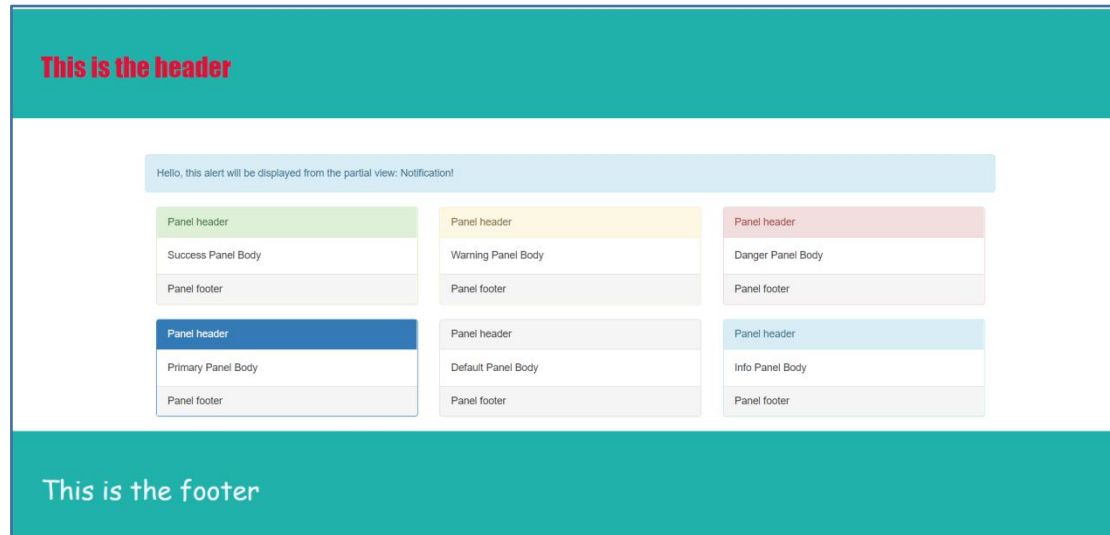 This is the header
Hello, this alert will be displayed from the partial view: Notification!
Panel header
Success Panel Body
Panel footer
Panel header
Warning Panel Body
Panel footer
Panel header
Danger Panel Body
Panel footer
Panel header
Primary Panel Body
Panel footer
Panel header
Default Panel Body
Panel footer
Panel header
Info Panel Body
Panel footer
This is the footer